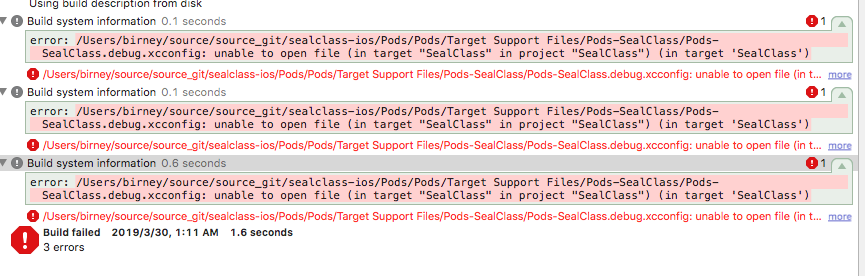 Using build description from disk
Build system information 0.1 seconds 1
error: /Users/birney/source/source_git/sealclass-ios/Pods/Pods/Target Support Files/Pods-SealClass/Pods-
SealClass.debug.xcconfig: unable to open file (in target "SealClass" in project "SealClass") (in target 'SealClass')
/Users/birney/source/source_git/sealclass-ios/Pods/Pods/Target Support Files/Pods-SealClass/Pods-SealClass.debug.xcconfig: unable to open file (in t... more
Build system information 0.1 seconds 1
error: /Users/birney/source/source_git/sealclass-ios/Pods/Pods/Target Support Files/Pods-SealClass/Pods-
SealClass.debug.xcconfig: unable to open file (in target "SealClass" in project "SealClass") (in target 'SealClass')
/Users/birney/source/source_git/sealclass-ios/Pods/Pods/Target Support Files/Pods-SealClass/Pods-SealClass.debug.xcconfig: unable to open file (in t... more
Build system information 0.6 seconds 1
error: /Users/birney/source/source_git/sealclass-ios/Pods/Pods/Target Support Files/Pods-SealClass/Pods-
SealClass.debug.xcconfig: unable to open file (in target "SealClass" in project "SealClass") (in target 'SealClass')
/Users/birney/source/source_git/sealclass-ios/Pods/Pods/Target Support Files/Pods-SealClass/Pods-SealClass.debug.xcconfig: unable to open file (in t... more
Build failed 2019/3/30, 1:11 AM 1.6 seconds
3 errors